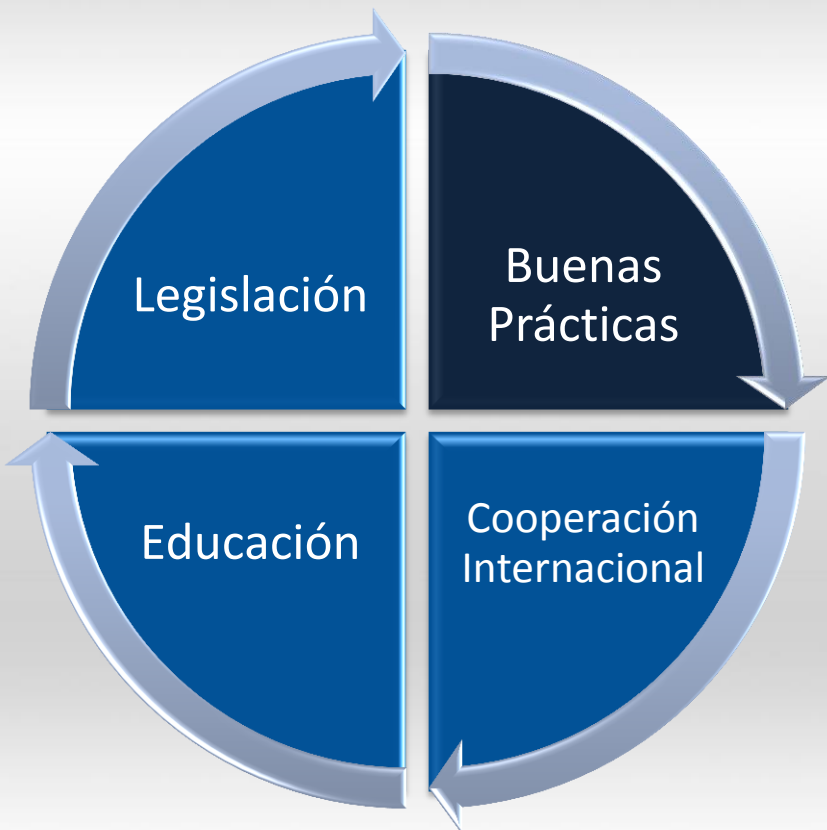 Legislación
Buenas
Prácticas
Educación
Cooperación
Internacional